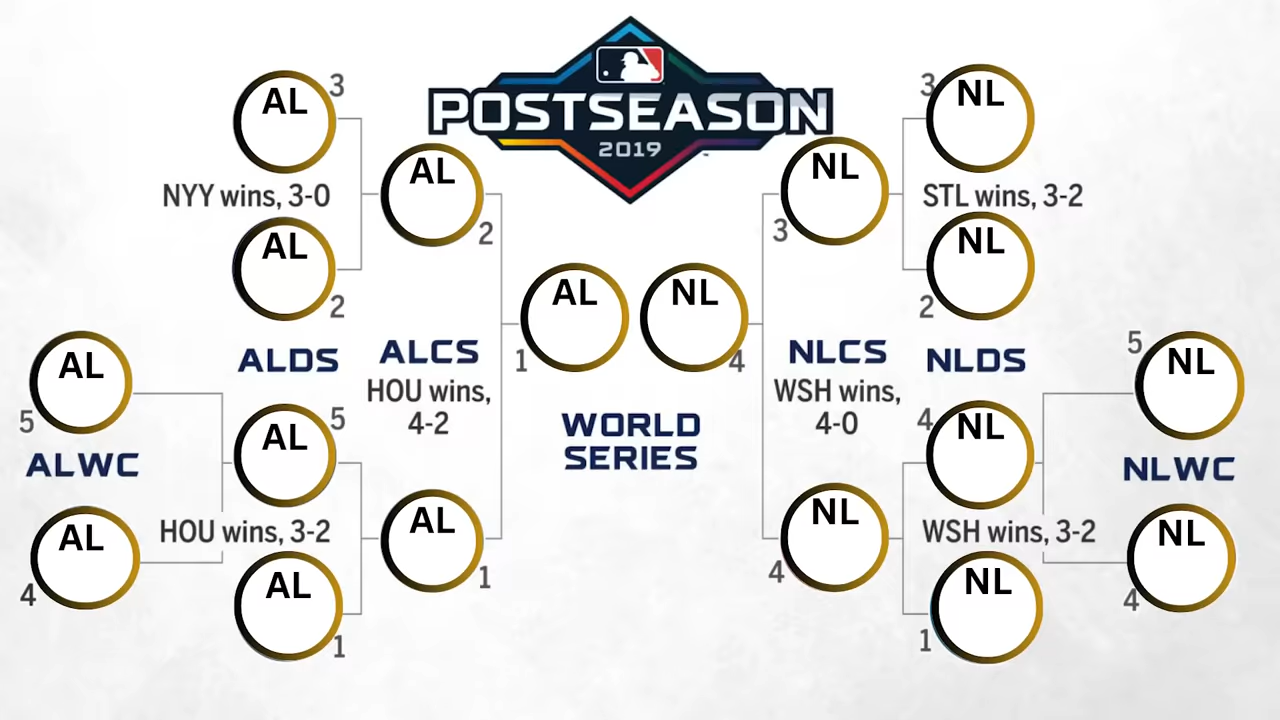 POSTSEASON
2019
AL
3
NYY wins, 3-0
AL
2
AL
2
ALDS
ALCS
HOU wins,
4-2
AL
5
ALWC
AL
4
AL
5
HOU wins, 3-2
AL
1
AL
1
AL
1
NL
4
WORLD
SERIES
NL
3
NL
3
STL wins, 3-2
NL
2
NLCS
WSH wins,
4-0
NLDS
NL
5
NLWC
NL
4
NL
4
WSH wins, 3-2
NL
1
NL
4